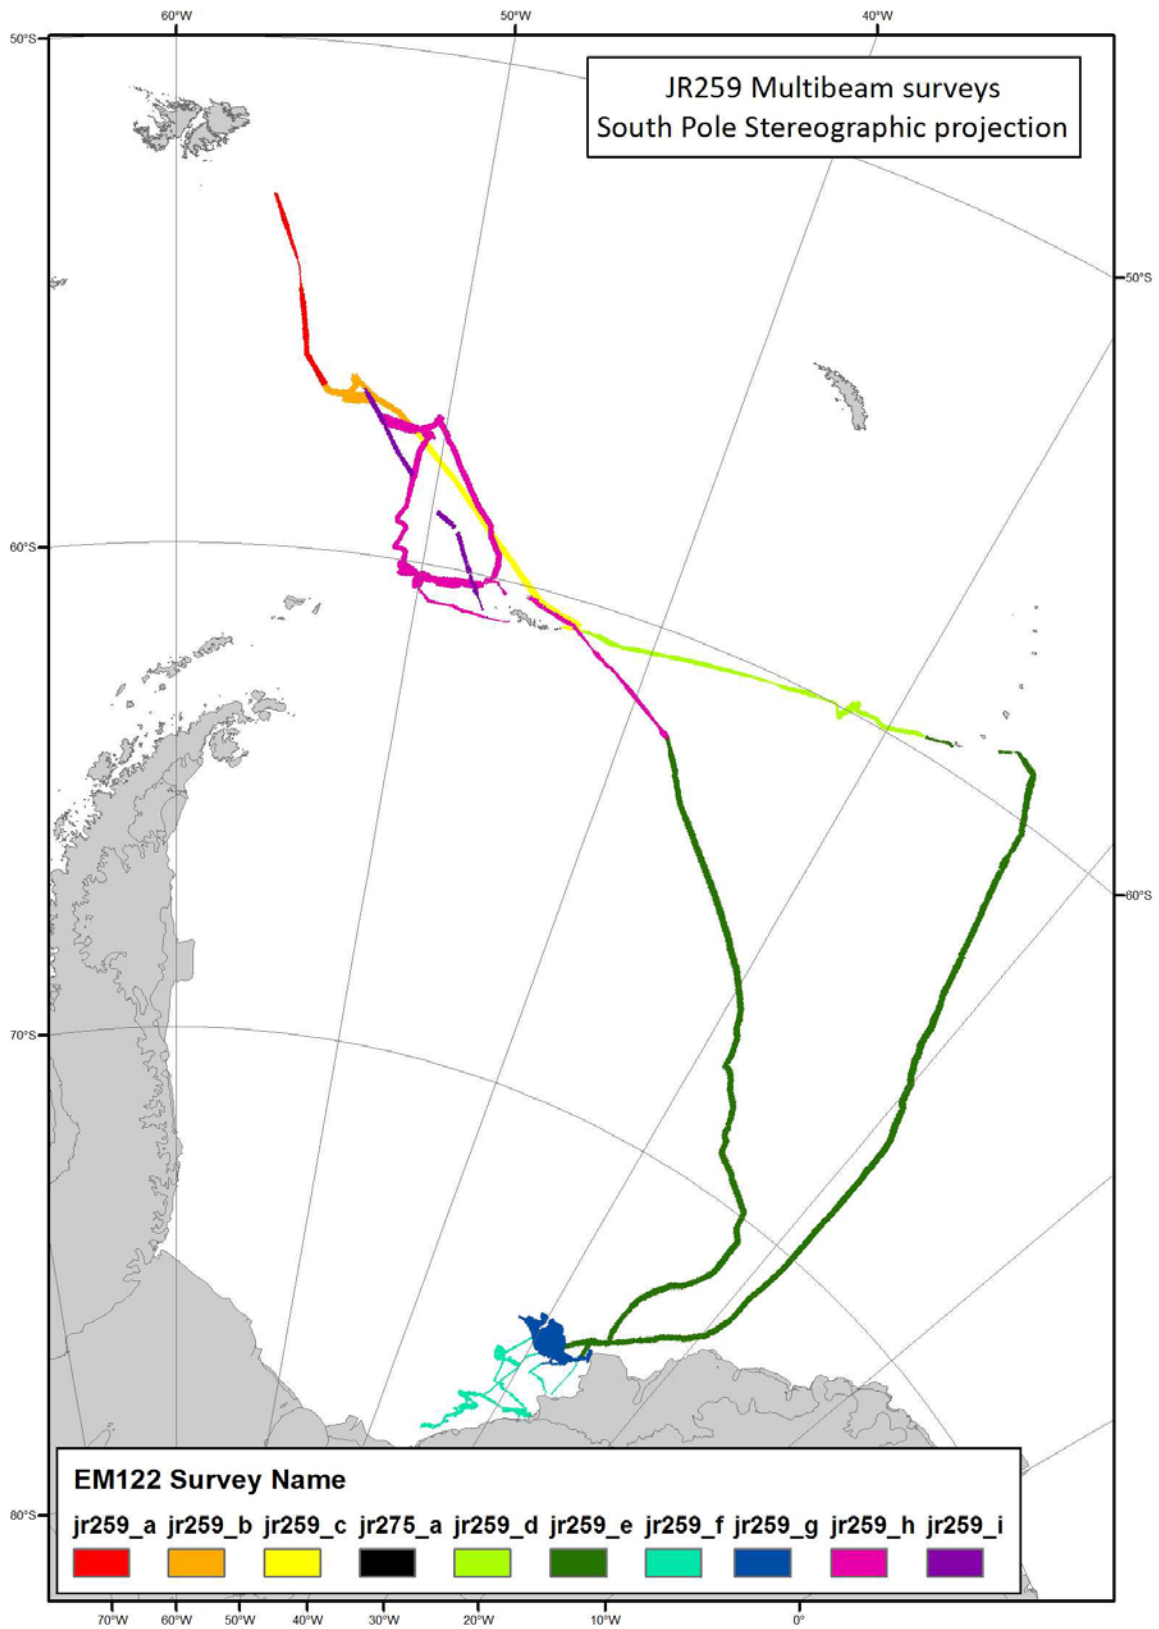 60°W 50°W 40°W
50°S
JR259 Multibeam surveys
South Pole Stereographic projection
50°S
60°S
60°S
70°S
EM122 Survey Name
jr259_a jr259_b jr259_c jr275_a jr259_d jr259_e jr259_f jr259_g jr259_h jr259_i
80°S
70°W 60°W 50°W 40°W 30°W 20°W 10°W 0°